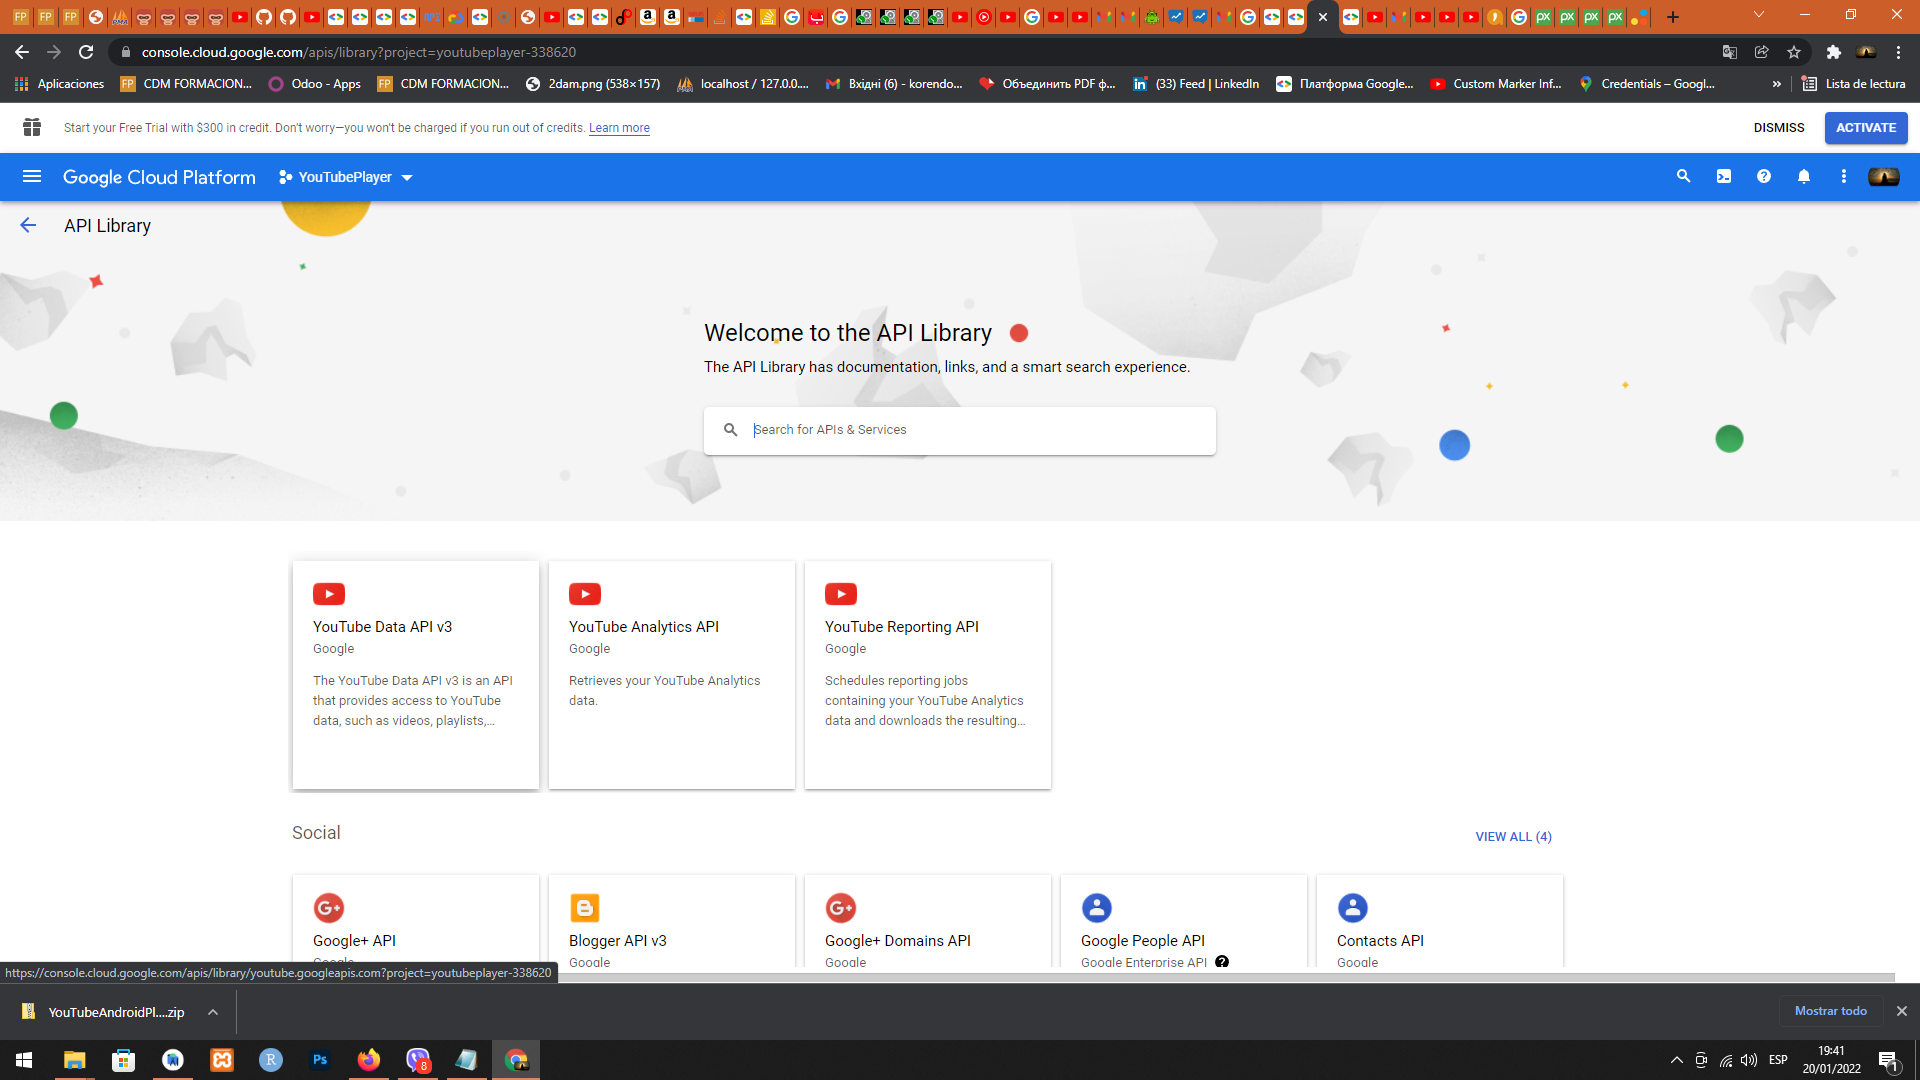 console.cloud.google.com/apis/library?project=youtubeplayer-338620
Aplicaciones
CDM FORMACION...
Odoo - Apps
CDM FORMACION...
2dam.png (538×157)
localhost / 127.0.0....
Вхідні (6) - korendo...
Объединить PDF ф...
(33) Feed | LinkedIn
Платформа Google...
Custom Marker Inf...
Credentials – Googl...
»
Lista de lectura
Start your Free Trial with $300 in credit. Don't worry—you won't be charged if you run out of credits. Learn more
DISMISS
ACTIVATE
Google Cloud Platform
YouTubePlayer
API Library
Welcome to the API Library
The API Library has documentation, links, and a smart search experience.
Search for APIs & Services
YouTube Data API v3
Google
The YouTube Data API v3 is an API
that provides access to YouTube
data, such as videos, playlists,...
YouTube Analytics API
Google
Retrieves your YouTube Analytics
data.
YouTube Reporting API
Google
Schedules reporting jobs
containing your YouTube Analytics
data and downloads the resulting...
Social
VIEW ALL (4)
Google+ API
Google
Blogger API v3
Google
Google+ Domains API
Google
Google People API
Google Enterprise API
Contacts API
Google
https://console.cloud.google.com/apis/library/youtube.googleapis.com?project=youtubeplayer-338620
YouTubeAndroidPl....zip
Mostrar todo
8
ESP
19:41
20/01/2022
1